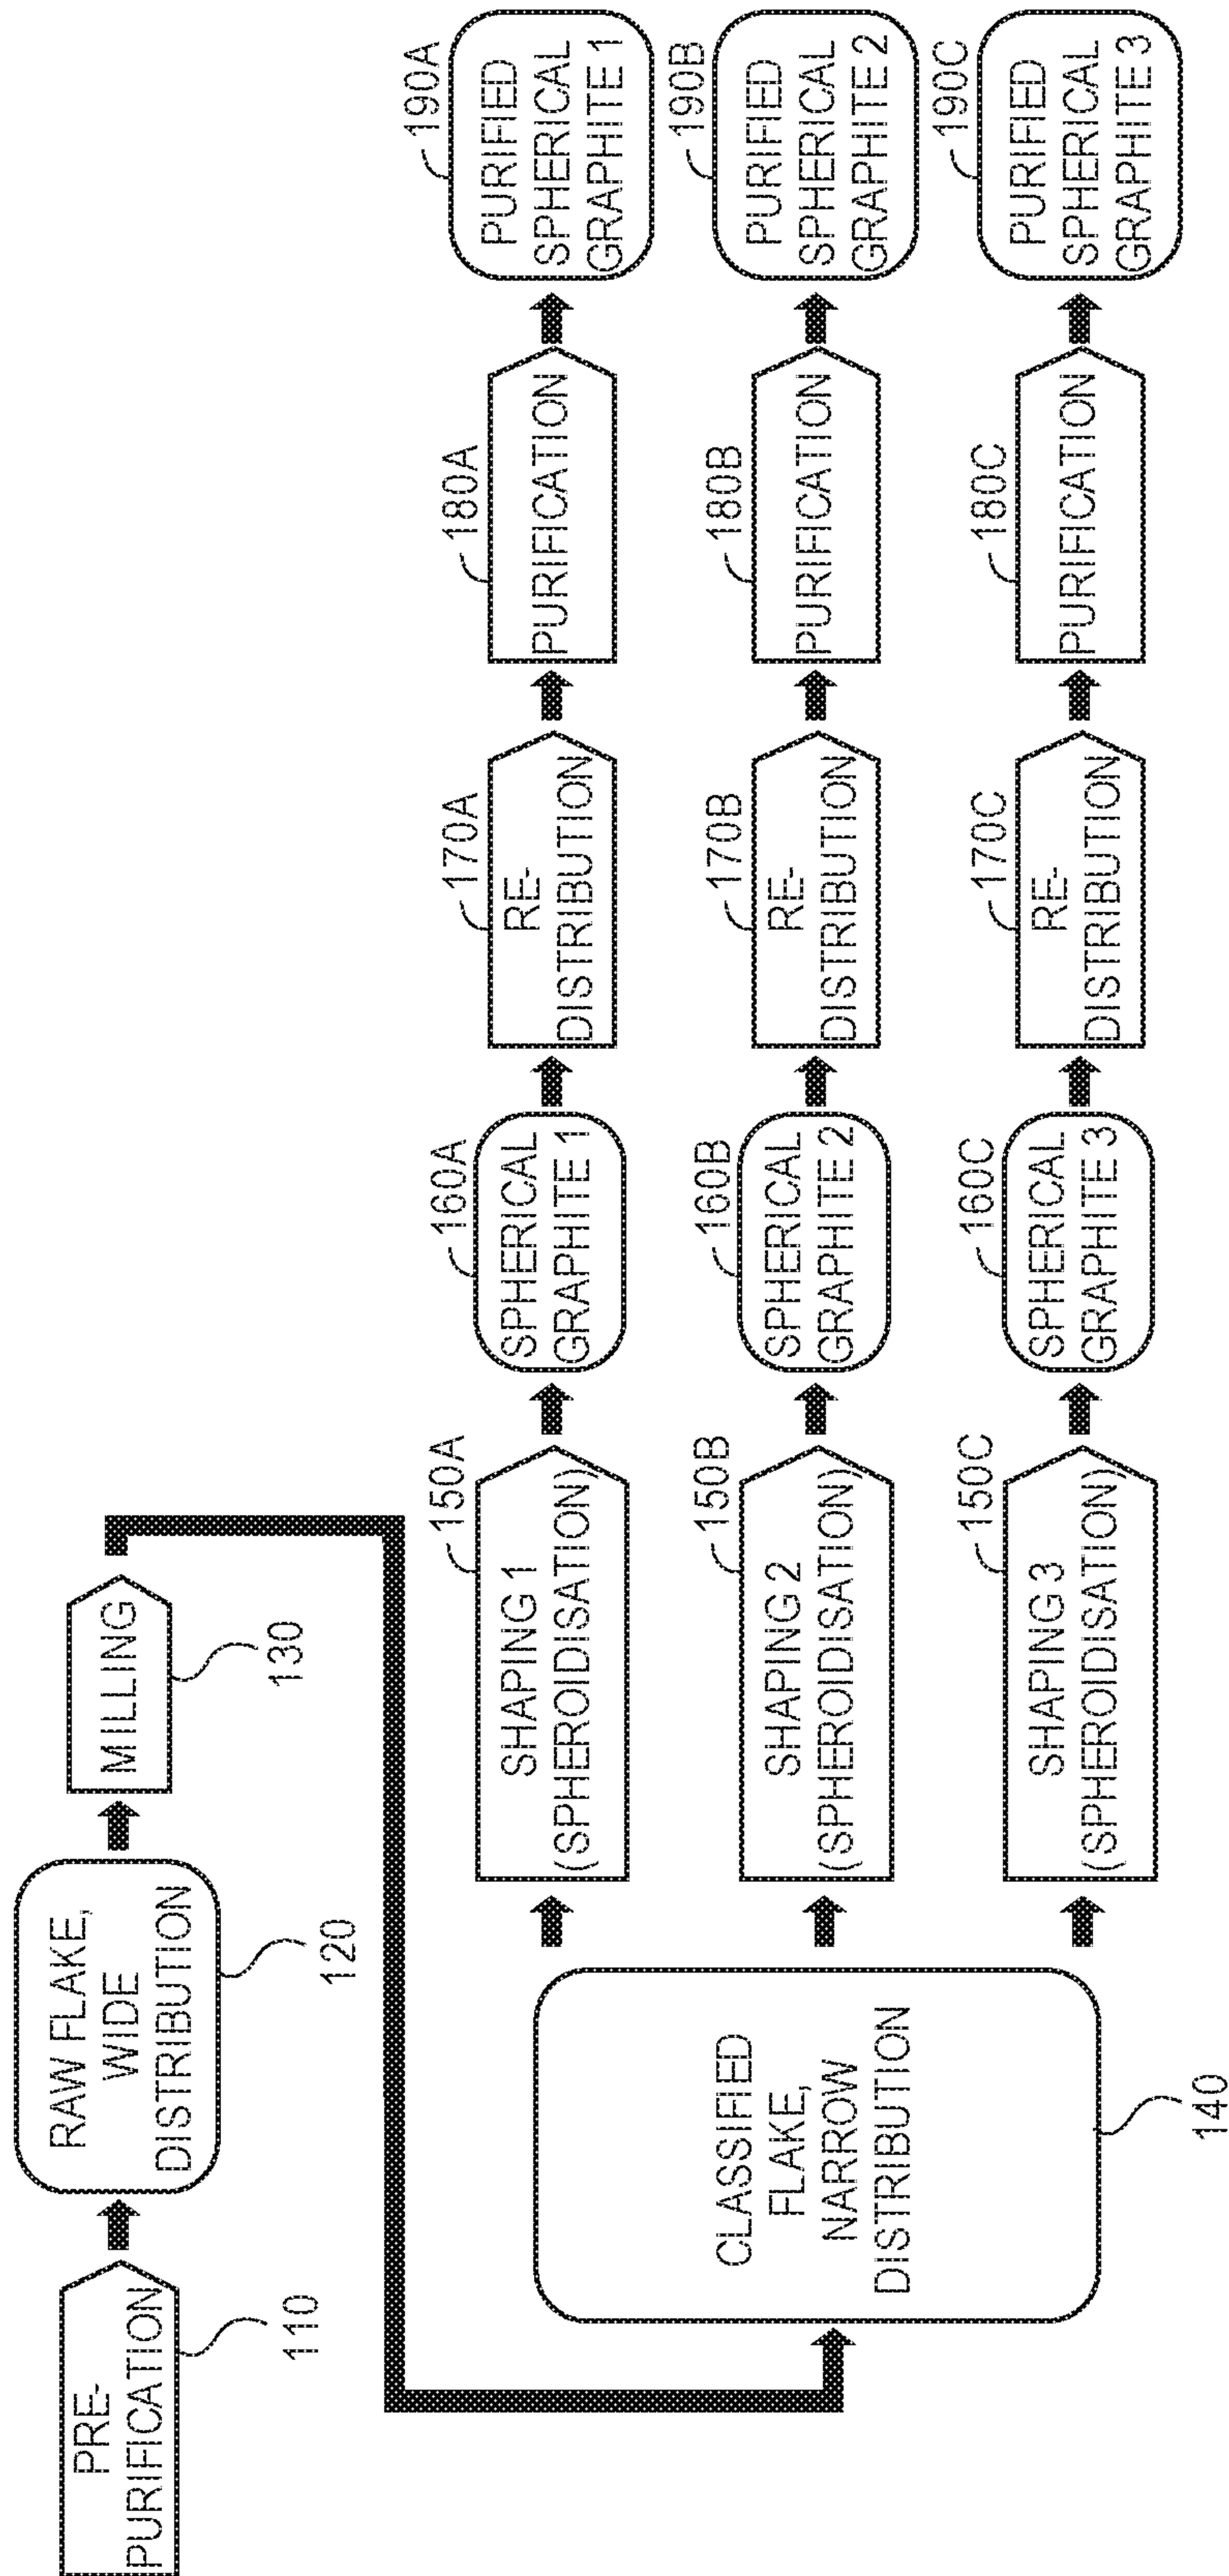 PRE-
PURIFICATION
110
RAW FLAKE,
WIDE
DISTRIBUTION
120
MILLING
130
CLASSIFIED
FLAKE,
NARROW
DISTRIBUTION
140
150A
SHAPING 1
(SPHEROIDISATION)
160A
SPHERICAL
GRAPHITE 1
170A
RE-
DISTRIBUTION
180A
PURIFICATION
190A
PURIFIED
SPHERICAL
GRAPHITE 1
150B
SHAPING 2
(SPHEROIDISATION)
160B
SPHERICAL
GRAPHITE 2
170B
RE-
DISTRIBUTION
180B
PURIFICATION
190B
PURIFIED
SPHERICAL
GRAPHITE 2
150C
SHAPING 3
(SPHEROIDISATION)
160C
SPHERICAL
GRAPHITE 3
170C
RE-
DISTRIBUTION
180C
PURIFICATION
190C
PURIFIED
SPHERICAL
GRAPHITE 3